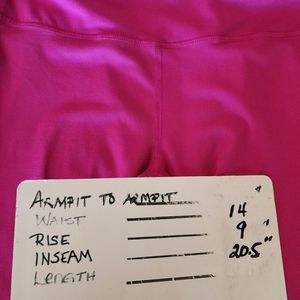 ARMPIT TO ARMPIT
WAIST 14"
RISE 9"
INSEAM 20.5"
LENGTH